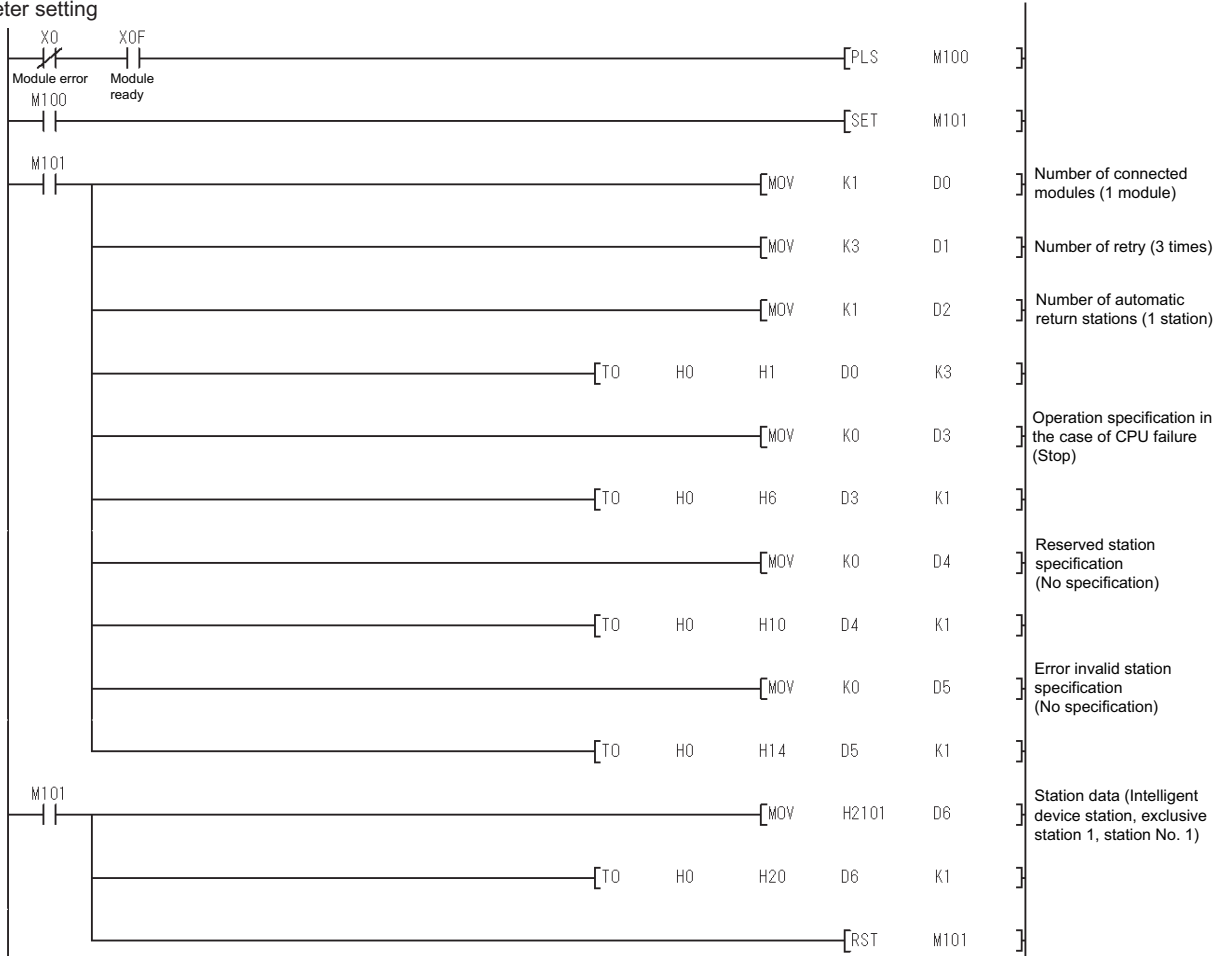 eter setting
X0 X0F
[PLS M100 ]
Module error Module
ready
M100
[SET M101 ]
M101
[MOV K1 D0 ] Number of connected
modules (1 module)
[MOV K3 D1 ] Number of retry (3 times)
[MOV K1 D2 ] Number of automatic
return stations (1 station)
[TO H0 H1 D0 K3 ]
[MOV K0 D3 ] Operation specification in
the case of CPU failure
(Stop)
[TO H0 H6 D3 K1 ]
[MOV K0 D4 ] Reserved station
specification
(No specification)
[TO H0 H10 D4 K1 ]
[MOV K0 D5 ] Error invalid station
specification
(No specification)
[TO H0 H14 D5 K1 ]
M101
[MOV H2101 D6 ] Station data (Intelligent
device station, exclusive
station 1, station No. 1)
[TO H0 H20 D6 K1 ]
[RST M101 ]